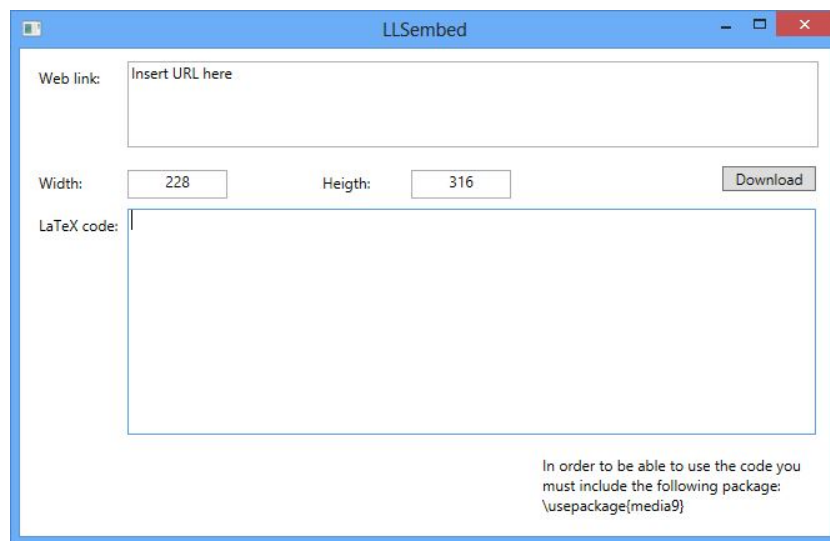 LLSembed
Web link: Insert URL here
Width: 228 Heigth: 316 Download
LaTeX code:
In order to be able to use the code you
must include the following package:
\usepackage{media9}